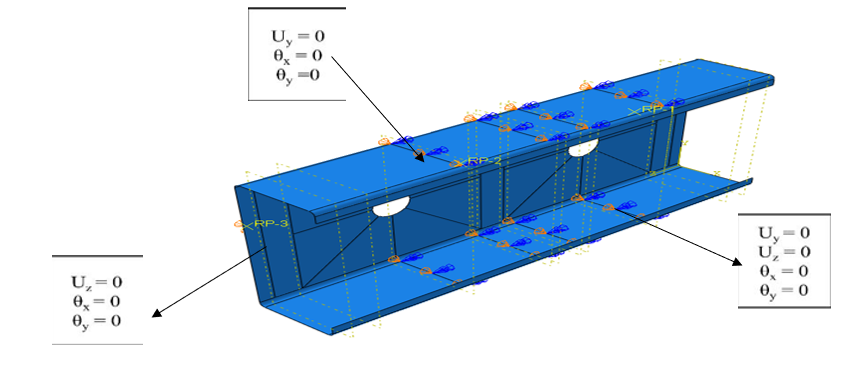 Uy = 0
θx = 0
θy =0
RP-1
RP-2
RP-3
Uz = 0
θx = 0
θy = 0
Uy = 0
Uz = 0
θx = 0
θy = 0